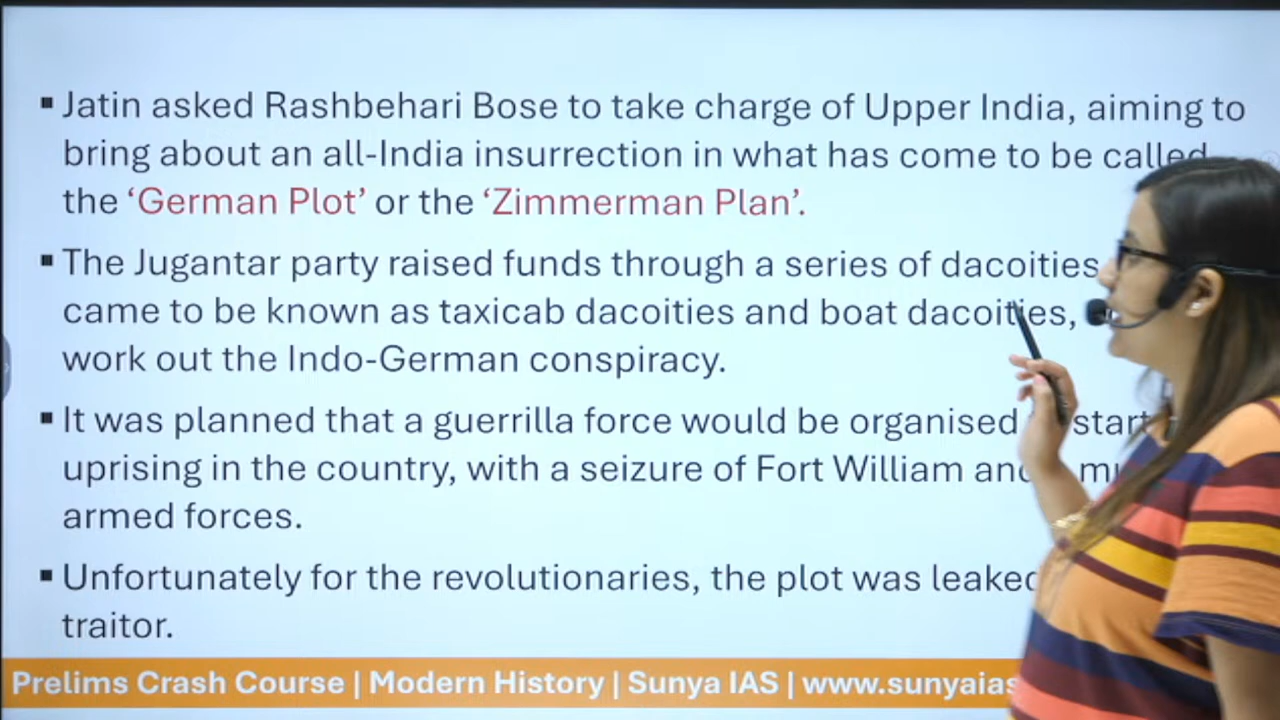 ▪ Jatin asked Rashbehari Bose to take charge of Upper India, aiming to
bring about an all-India insurrection in what has come to be called
the ‘German Plot’ or the ‘Zimmerman Plan’.
▪ The Jugantar party raised funds through a series of dacoities
came to be known as taxicab dacoities and boat dacoities,
work out the Indo-German conspiracy.
▪ It was planned that a guerrilla force would be organised start
uprising in the country, with a seizure of Fort William and
armed forces.
▪ Unfortunately for the revolutionaries, the plot was leaked
traitor.
Prelims Crash Course | Modern History | Sunya IAS | www.sunyaias